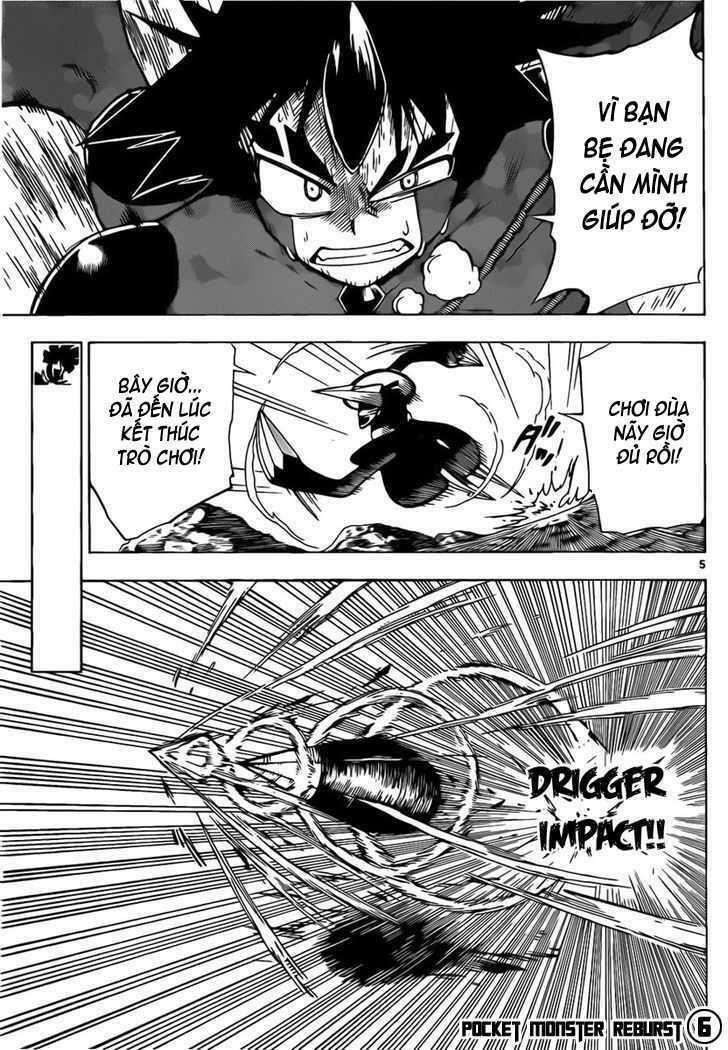 VÌ BẠN
BẸ ĐANG
CẦN MÌNH
GIÚP ĐỠ!
CHƠI ĐÙA
NÃY GIỜ
ĐỦ RỒI!
BÂY GIỜ...
ĐÃ ĐẾN LÚC
KẾT THÚC
TRÒ CHƠI!
5
DRIGGER
IMPACT!!
POCKET MONSTER REBURST 6